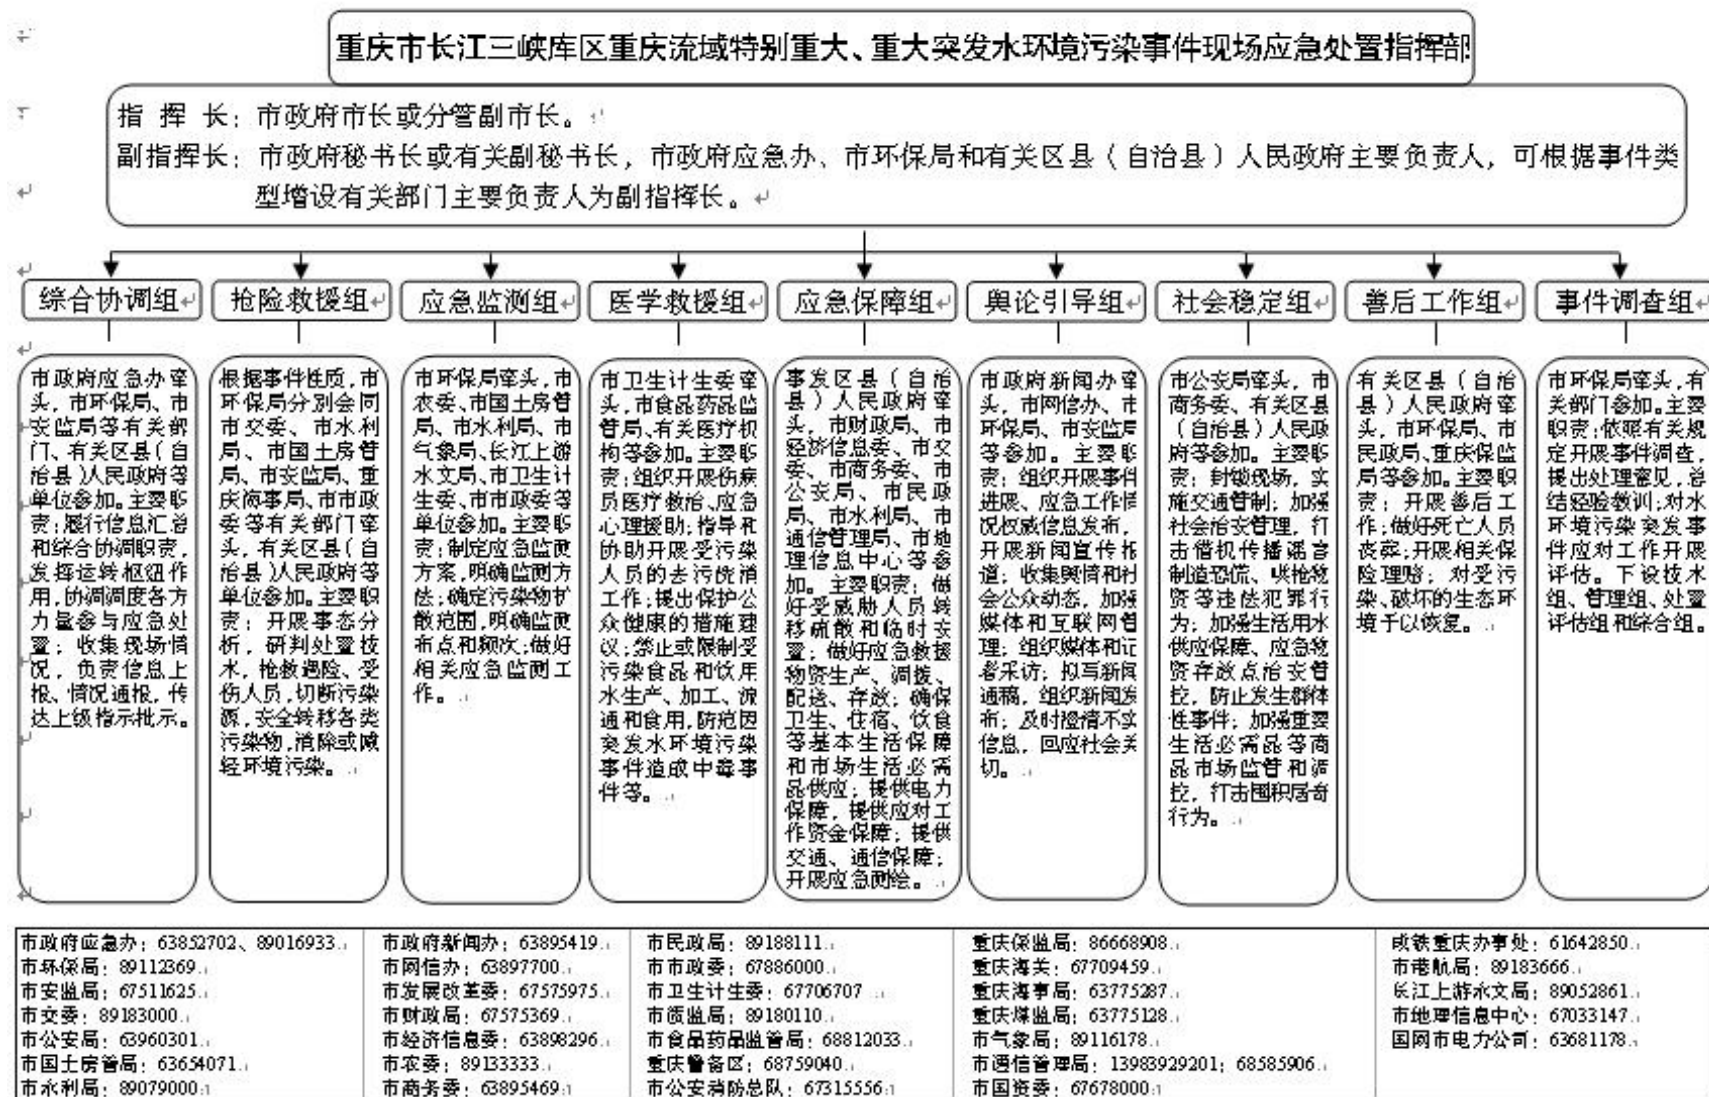 重庆市长江三峡库区重庆流域特别重大、重大突发水环境污染事件现场应急处置指挥部
指 挥 长：市政府市长或分管副市长。
副指挥长：市政府秘书长或有关副秘书长，市政府应急办、市环保局和有关区县（自治县）人民政府主要负责人，可根据事件类
型增设有关部门主要负责人为副指挥长。
综合协调组
抢险救援组
应急监测组
医学救援组
应急保障组
舆论引导组
社会稳定组
善后工作组
事件调查组
市政府应急办牵
头，市环保局、市
安监局等有关部
门、有关区县（自
治县）人民政府等
单位参加。主要职
责：履行信息汇总
和综合协调职责，
发挥运转枢纽作
用，协调调度各方
力量参与应急处
置；收集现场情
况，负责信息上
报、情况通报，传
达上级指示批示。
根据事件性质，市
环保局分别会同
市交委、市水利
局、市国土房管
局、市安监局、重
庆海事局、市市政
委等有关部门牵
头，有关区县（自
治县）人民政府等
单位参加。主要职
责：开展事态分
析，研判处置技
术，抢救遇险、受
伤人员，切断污染
源，安全转移各类
污染物，消除或减
轻环境污染。
市环保局牵头，市
农委、市国土房管
局、市水利局、市
气象局、长江上游
水文局、市卫生计
生委、市市政委等
单位参加。主要职
责：制定应急监测
方案，明确监测方
法；确定污染物扩
散范围，明确监测
布点和频次；做好
相关应急监测工
作。
市卫生计生委牵
头，市食品药品监
管局、有关医疗机
构等参加。主要职
责：组织开展伤病
员医疗救治、应急
心理援助；指导和
协助开展受污染
人员的去污洗消
工作；提出保护公
众健康的措施建
议；禁止或限制受
污染食品和饮用
水生产、加工、流
通和食用，防范因
突发水环境污染
事件造成中毒事
件等。
事发区县（自治
县）人民政府牵
头，市财政局、市
经济信息委、市交
委、市商务委、市
公安局、市民政
局、市水利局、市
通信管理局、市地
理信息中心等参
加。主要职责：做
好受威胁人员转
移疏散和临时安
置；做好应急救援
物资生产、调拨、
配送、存放；确保
卫生、住宿、饮食
等基本生活保障
和市场生活必需
品供应；提供电力
保障，提供应对工
作资金保障；提供
交通、通信保障；
开展应急测绘。
市政府新闻办牵
头，市网信办、市
环保局、市安监局
等参加。主要职
责：组织开展事件
进展、应急工作情
况权威信息发布，
开展新闻宣传报
道；收集舆情和社
会公众动态，加强
媒体和互联网管
理；组织媒体和记
者采访；拟写新闻
通稿，组织新闻发
布；及时澄清不实
信息，回应社会关
切。
市公安局牵头，市
商务委、有关区县
（自治县）人民政
府等参加。主要职
责：封锁现场，实
施交通管制；加强
社会治安管理，打
击借机传播谣言
制造恐慌、哄抢物
资等违法犯罪行
为；加强生活用水
供应保障、应急物
资存放点治安管
控，防止发生群体
性事件；加强重要
生活必需品等商
品市场监管和调
控，打击囤积居奇
行为。
有关区县（自治
县）人民政府牵
头，市环保局、市
民政局、重庆保监
局等参加。主要职
责：开展善后工
作；做好死亡人员
丧葬；开展相关保
险理赔；对受污
染、破坏的生态环
境予以恢复。
市环保局牵头，有
关部门参加。主要
职责：依照有关规
定开展事件调查，
提出处理意见，总
结经验教训；对水
环境污染突发事
件应对工作开展
评估。下设技术
组、管理组、处置
评估组和综合组。
市政府应急办：63852702、89016933
市环保局：89112369
市安监局：67511625
市交委：89183000
市公安局：63960301
市国土房管局：63654071
市水利局：89079000
市政府新闻办：63895419
市网信办：63897700
市发展改革委：67575975
市财政局：67575369
市经济信息委：63898296
市农委：89133333
市商务委：63895469
市民政局：89188111
市市政委：67886000
市卫生计生委：67706707
市质监局：89180110
市食品药品监管局：68812033
重庆警备区：68759040
市公安消防总队：67315556
重庆保监局：86668908
重庆海关：67709459
重庆海事局：63775287
重庆煤监局：63775128
市气象局：89116178
市通信管理局：13983929201；68585906
市国资委：67678000
成铁重庆办事处：61642850
市港航局：89183666
长江上游水文局：89052861
市地理信息中心：67033147
国网市电力公司：63681178